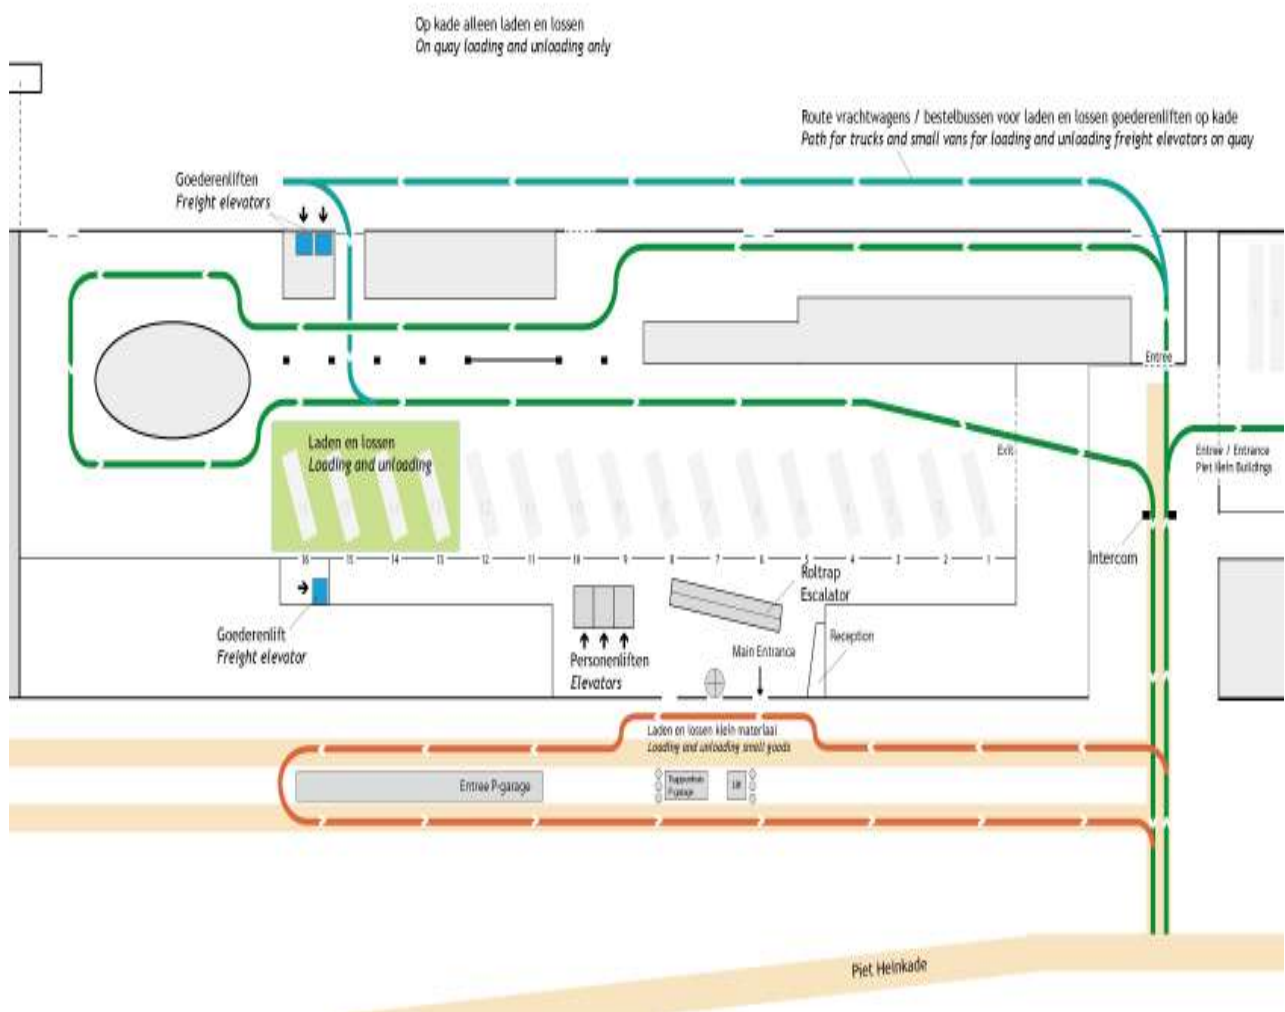 Op kade alleen laden en lossen
On quay loading and unloading only
Route vrachtwagens / bestelbussen voor laden en lossen goederenliften op kade
Path for trucks and small vans for loading and unloading freight elevators on quay
Goederenliften
Freight elevators
Entree
Laden en lossen
Loading and unloading
Exit
Entree / Entrance
Piet Hein Buildings
Intercom
16 15 14 13 12 11 10 9 8 7 6 5 4 3 2 1
Roltrap
Escalator
Goederenlift
Freight elevator
Personenliften
Elevators
Main Entrance
Reception
Laden en lossen klein materiaal
Loading and unloading small goods
Entree P-garage
Trappenhuis
P-garage
Lift
Piet Heinkade